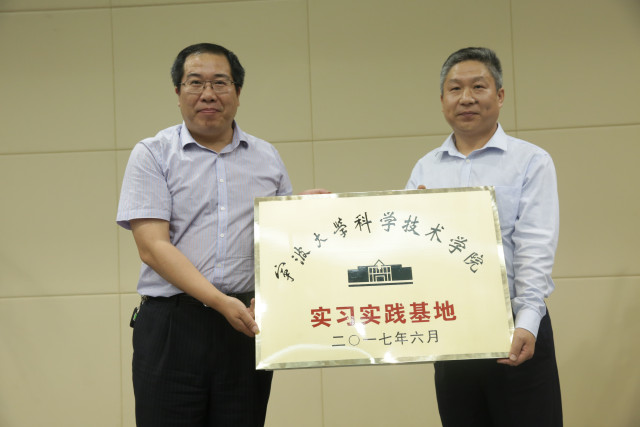 宁波大学科学技术学院
实习实践基地
二〇一七年六月